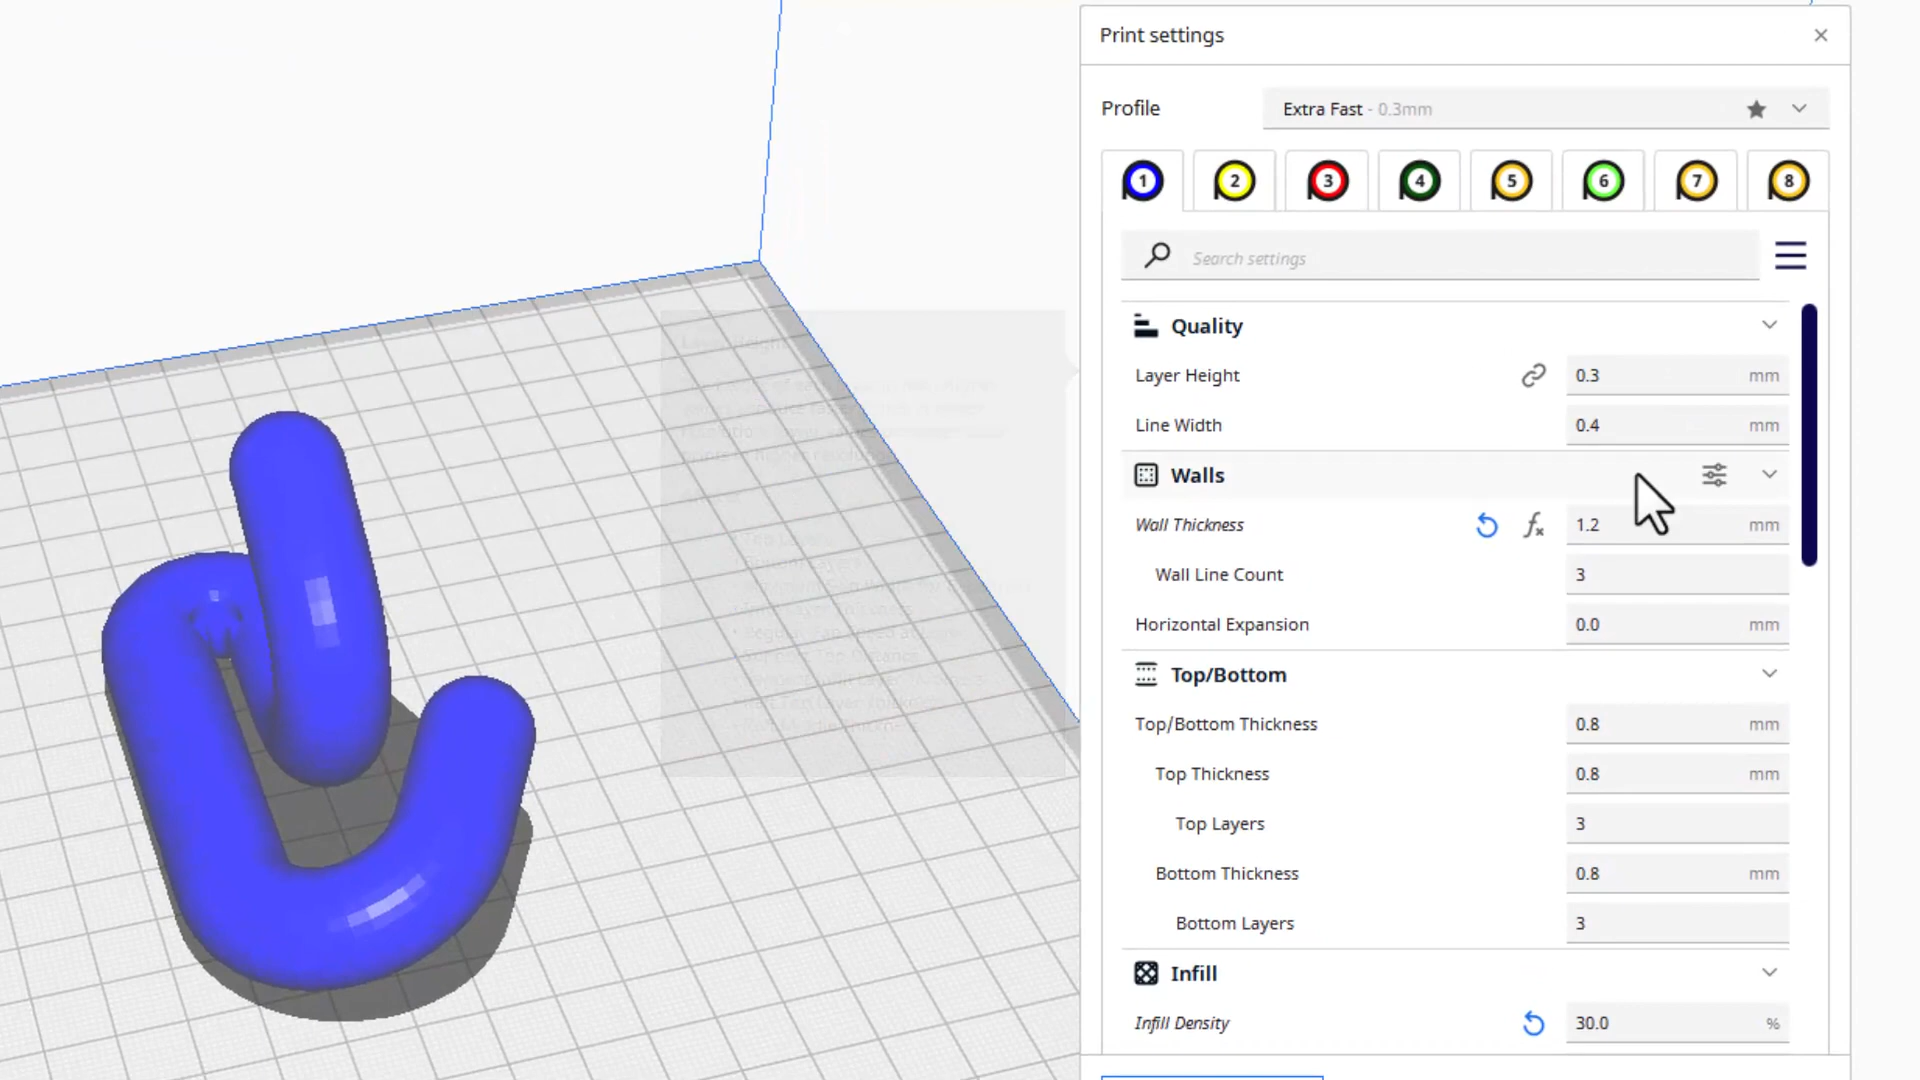 Print settings
Profile
Extra Fast - 0.3mm
1 2 3 4 5 6 7 8
Search settings
Quality
Layer Height 0.3 mm
Line Width 0.4 mm
Walls
Wall Thickness fx 1.2 mm
Wall Line Count 3
Horizontal Expansion 0.0 mm
Top/Bottom
Top/Bottom Thickness 0.8 mm
Top Thickness 0.8 mm
Top Layers 3
Bottom Thickness 0.8 mm
Bottom Layers 3
Infill
Infill Density 30.0 %